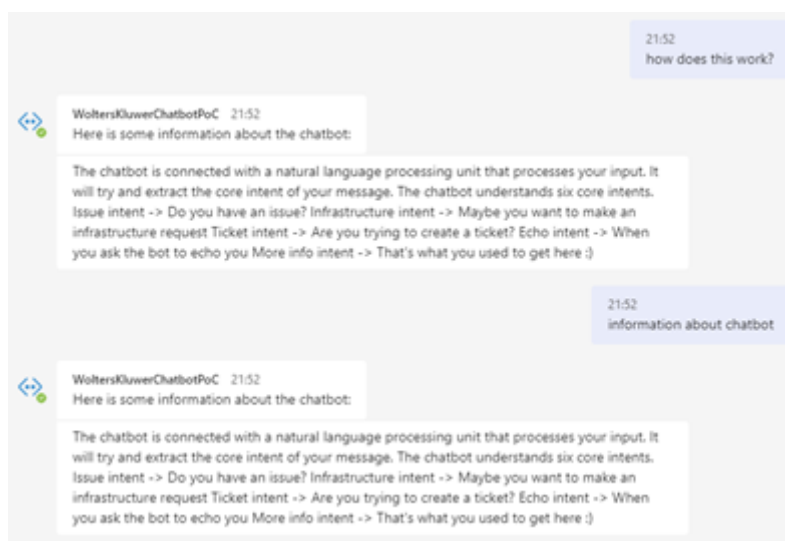 21:52
how does this work?
WoltersKluwerChatbotPoC 21:52
Here is some information about the chatbot:
The chatbot is connected with a natural language processing unit that processes your input. It
will try and extract the core intent of your message. The chatbot understands six core intents.
Issue intent -> Do you have an issue? Infrastructure intent -> Maybe you want to make an
infrastructure request Ticket intent -> Are you trying to create a ticket? Echo intent -> When
you ask the bot to echo you More info intent -> That's what you used to get here :)
21:52
information about chatbot
WoltersKluwerChatbotPoC 21:52
Here is some information about the chatbot:
The chatbot is connected with a natural language processing unit that processes your input. It
will try and extract the core intent of your message. The chatbot understands six core intents.
Issue intent -> Do you have an issue? Infrastructure intent -> Maybe you want to make an
infrastructure request Ticket intent -> Are you trying to create a ticket? Echo intent -> When
you ask the bot to echo you More info intent -> That's what you used to get here :)